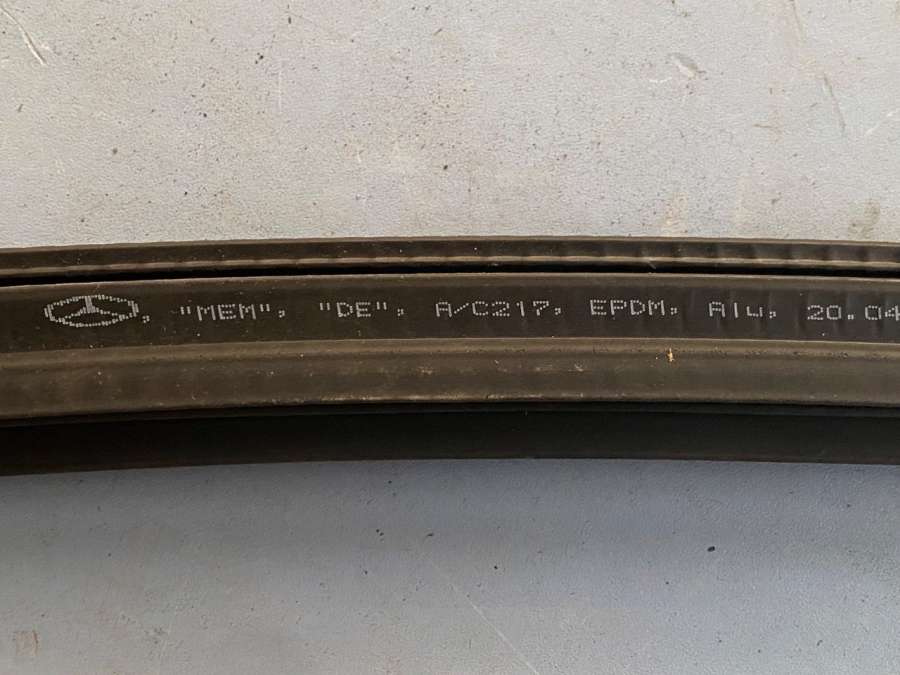 , "MEM", "DE", A/C217, EPDM, Alu, 20.04